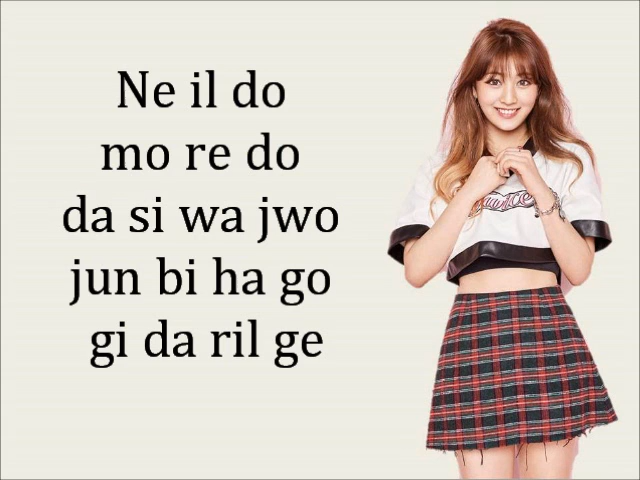 Ne il do
mo re do
da si wa jwo
jun bi ha go
gi da ril ge